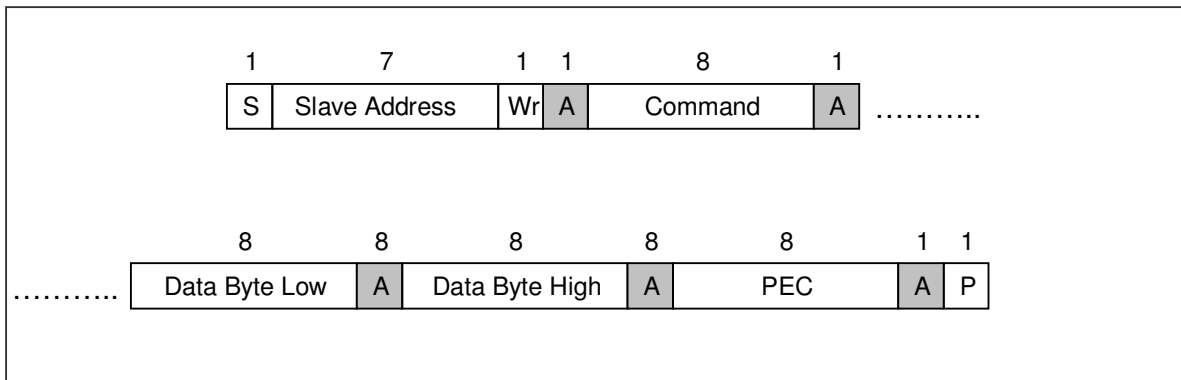 1 7 1 1 8 1
S Slave Address Wr A Command A ………..
8 8 8 8 8 1 1
……….. Data Byte Low A Data Byte High A PEC A P